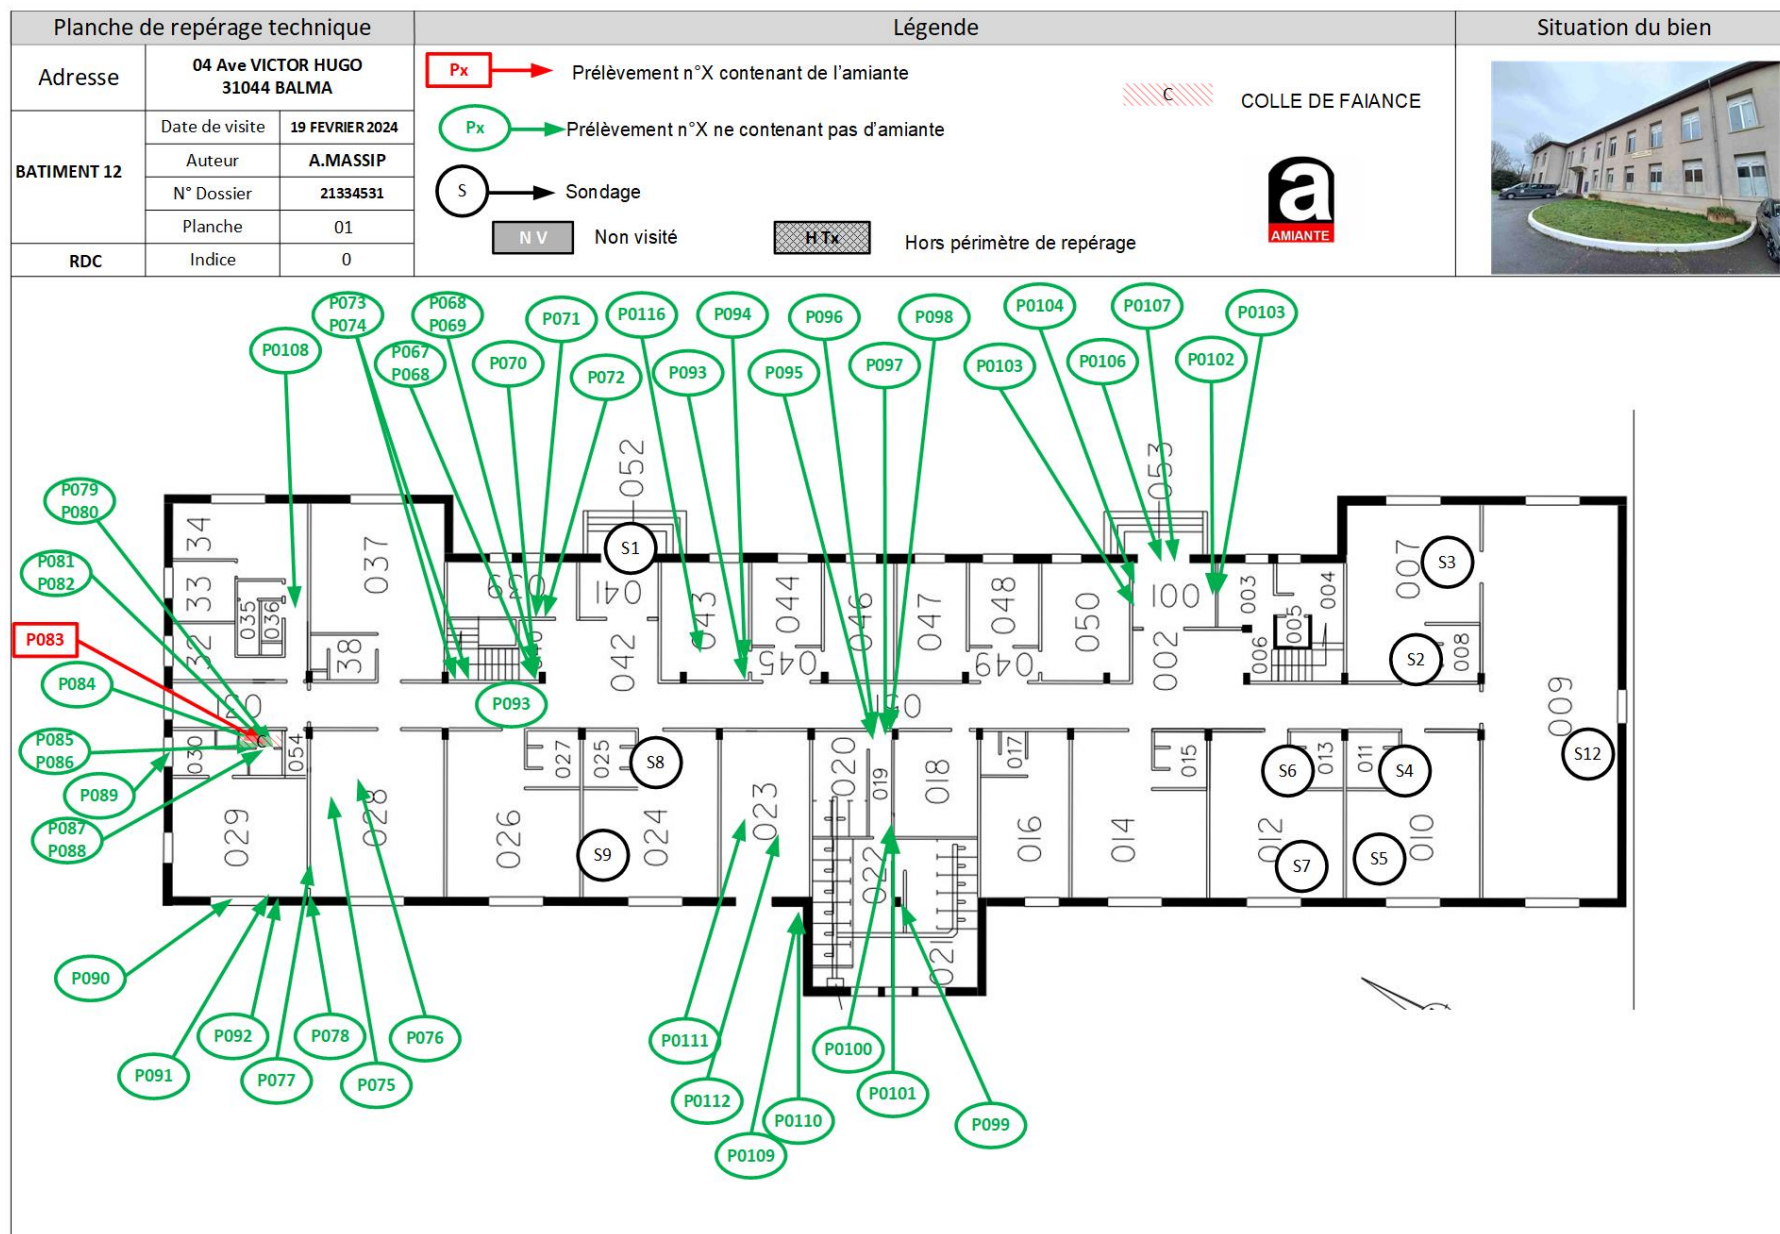 Planche de repérage technique
Légende
Situation du bien
Adresse
04 Ave VICTOR HUGO
31044 BALMA
BATIMENT 12
Date de visite
19 FEVRIER 2024
Auteur
A.MASSIP
N° Dossier
21334531
Planche
01
RDC
Indice
0
Px
Prélèvement n°X contenant de l'amiante
Px
Prélèvement n°X ne contenant pas d'amiante
S
Sondage
N V
Non visité
H Tx
Hors périmètre de repérage
C
COLLE DE FAIANCE
a
AMIANTE
P073
P074
P068
P069
P071
P0116
P094
P096
P098
P0104
P0107
P0103
P0108
P067
P068
P070
P072
P093
P095
P097
P0103
P0106
P0102
052
053
P079
P080
P081
P082
P083
P084
P085
P086
P089
P087
P088
34
33
32
035
036
037
38
039
041
S1
042
043
044
045
046
047
048
049
050
001
002
003
004
005
006
007
S3
S2
008
009
P093
C
030
054
029
028
026
027
025
S8
S9
024
023
020
019
018
022
021
017
016
015
014
S6
013
012
S7
011
S4
S5
010
S12
P090
P092
P078
P076
P091
P077
P075
P0111
P0112
P0109
P0110
P0100
P0101
P099